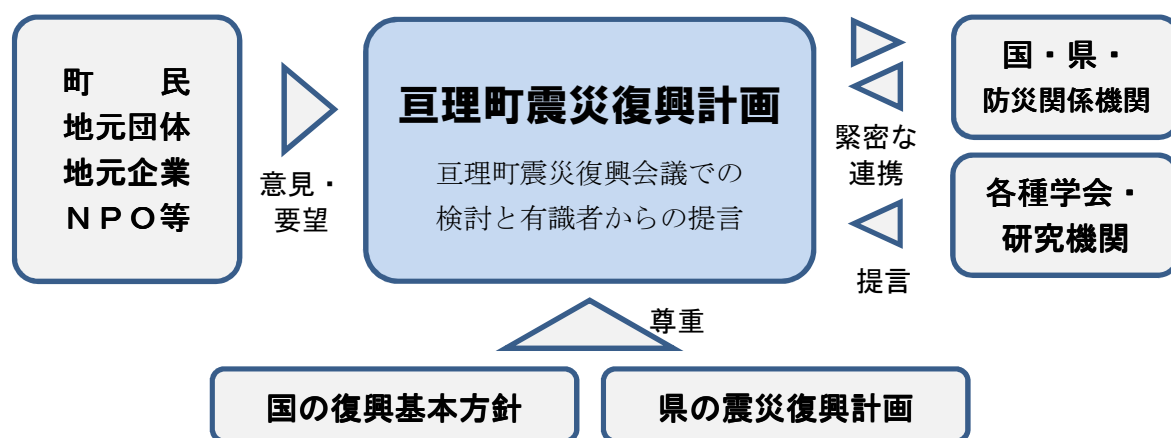 町　　民
地元団体
地元企業
ＮＰＯ等
意見・
要望
亘理町震災復興計画
亘理町震災復興会議での
検討と有識者からの提言
緊密な
連携
提言
国・県・
防災関係機関
各種学会・
研究機関
尊重
国の復興基本方針
県の震災復興計画